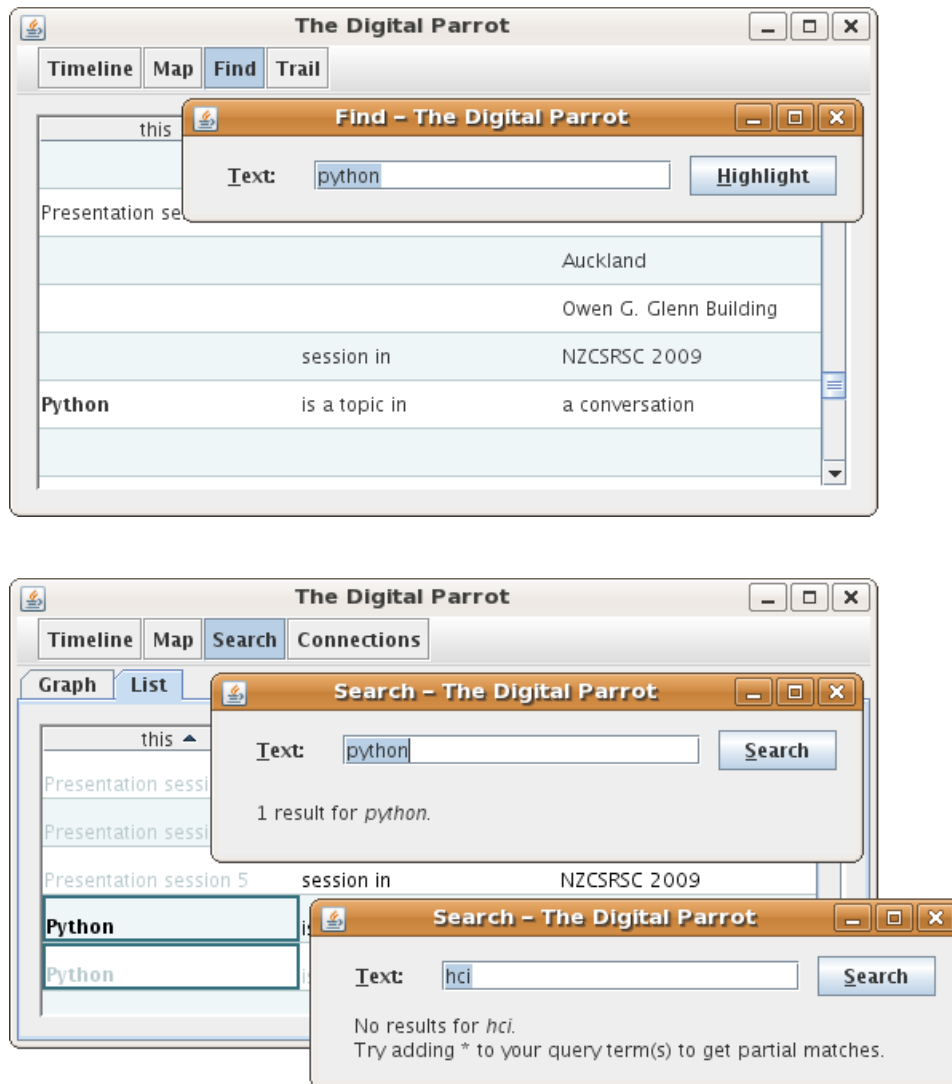 The Digital Parrot
Timeline Map Find Trail
Find – The Digital Parrot
this
Text: python Highlight
Presentation se
Auckland
Owen G. Glenn Building
session in NZCSRSC 2009
Python is a topic in a conversation
The Digital Parrot
Timeline Map Search Connections
Graph List
Search – The Digital Parrot
this
Text: python Search
Presentation sessi
1 result for python.
Presentation sessi
Presentation session 5 session in NZCSRSC 2009
Search – The Digital Parrot
Python
Python
Text: hci Search
No results for hci.
Try adding * to your query term(s) to get partial matches.